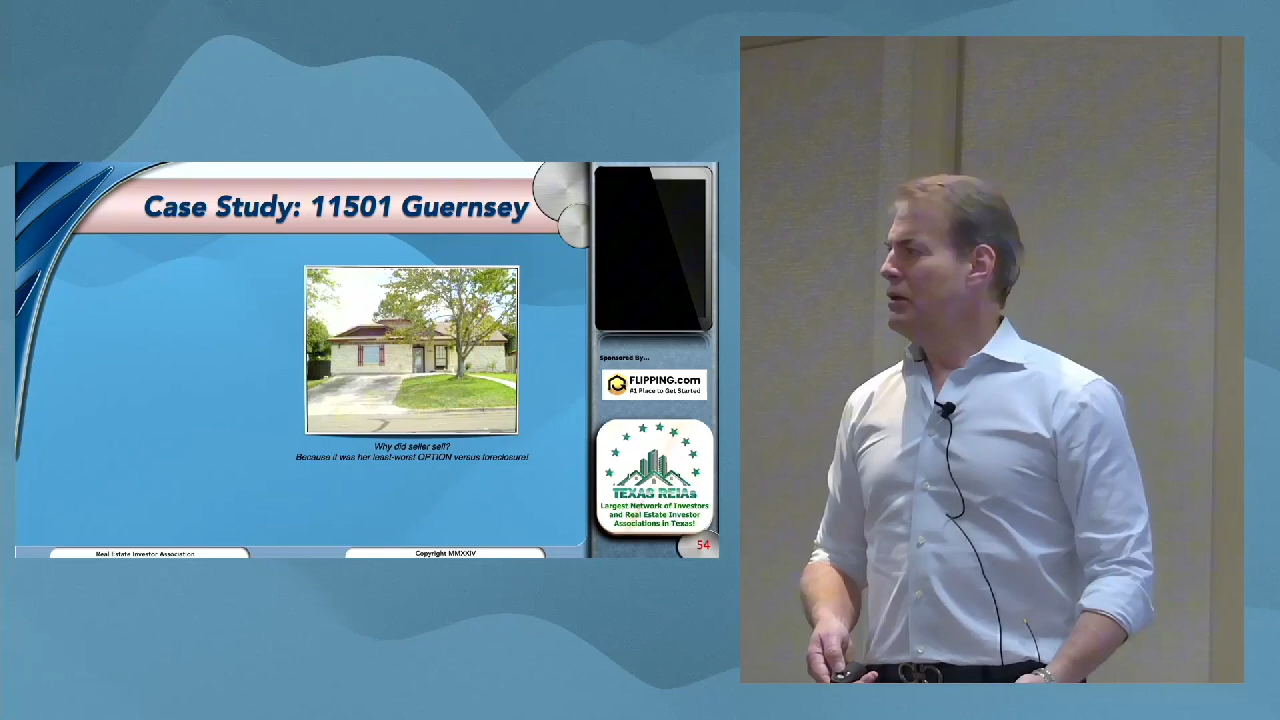 Case Study: 11501 Guernsey
Why did seller sell?
Because it was her least-worst OPTION versus foreclosure!
Sponsored By...
FLIPPING.com
#1 Place to Get Started
TEXAS REIAs
Largest Network of Investors
and Real Estate Investor
Associations in Texas!
Real Estate Investor Association
Copyright MMXXIV
54